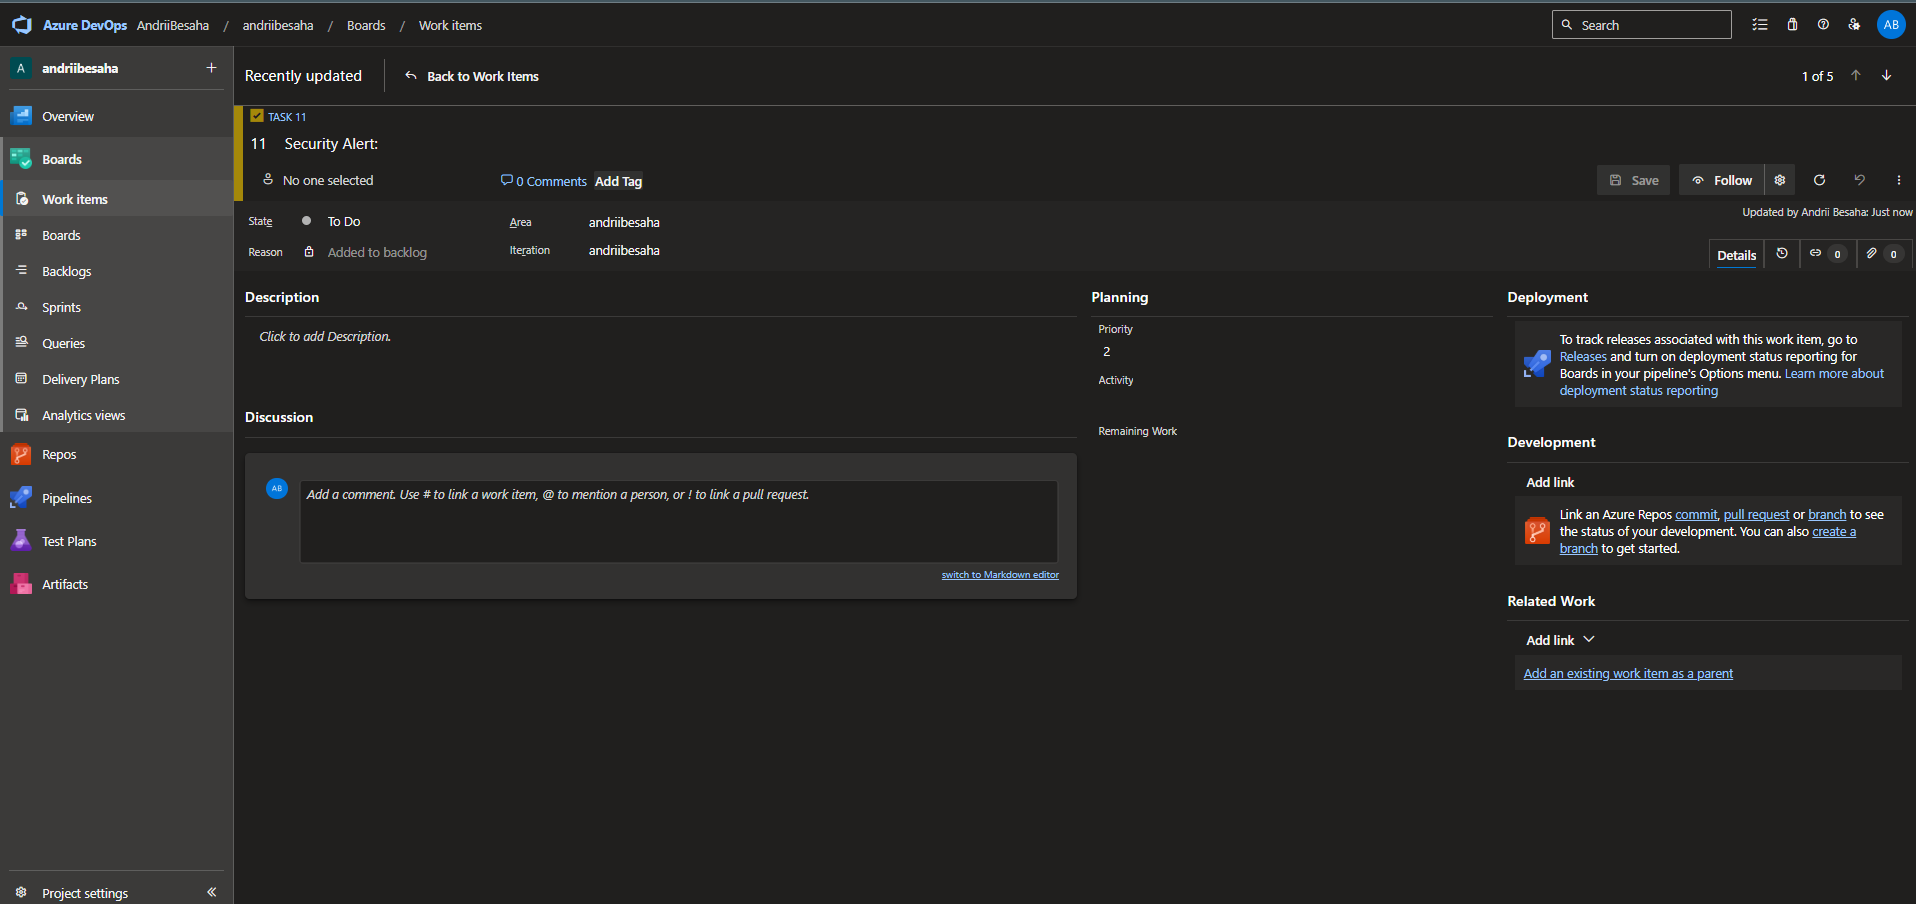 Azure DevOps AndriiBesaha / andriibesaha / Boards / Work items
Search
AB
A andriibesaha +
Overview
Boards
Work items
Boards
Backlogs
Sprints
Queries
Delivery Plans
Analytics views
Repos
Pipelines
Test Plans
Artifacts
Project settings
Recently updated
Back to Work Items
1 of 5
TASK 11
11 Security Alert:
No one selected
0 Comments
Add Tag
Save
Follow
State To Do
Reason Added to backlog
Area andriibesaha
Iteration andriibesaha
Updated by Andrii Besaha: Just now
Details
0
0
Description
Click to add Description.
Discussion
AB
Add a comment. Use # to link a work item, @ to mention a person, or ! to link a pull request.
switch to Markdown editor
Planning
Priority
2
Activity
Remaining Work
Deployment
To track releases associated with this work item, go to
Releases and turn on deployment status reporting for
Boards in your pipeline's Options menu. Learn more about
deployment status reporting
Development
Add link
Link an Azure Repos commit, pull request or branch to see
the status of your development. You can also create a
branch to get started.
Related Work
Add link
Add an existing work item as a parent